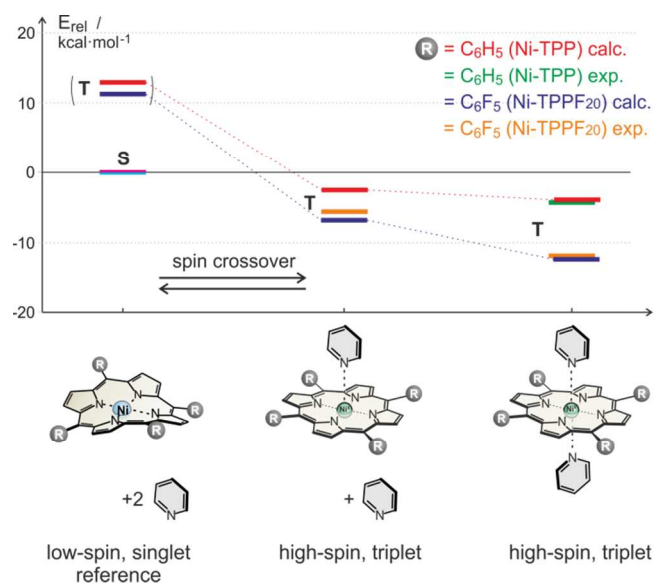 E_rel /
kcal·mol⁻¹
20
10
0
-10
-20
R = C₆H₅ (Ni-TPP) calc.
= C₆H₅ (Ni-TPP) exp.
= C₆F₅ (Ni-TPPF₂₀) calc.
= C₆F₅ (Ni-TPPF₂₀) exp.
(T)
S
T
T
spin crossover
R
R
R
R
N
N
N
N
Ni
+2
N
N
R
R
R
R
N
N
N
N
Ni
+
N
N
R
R
R
R
N
N
N
N
Ni
N
low-spin, singlet
reference
high-spin, triplet
high-spin, triplet